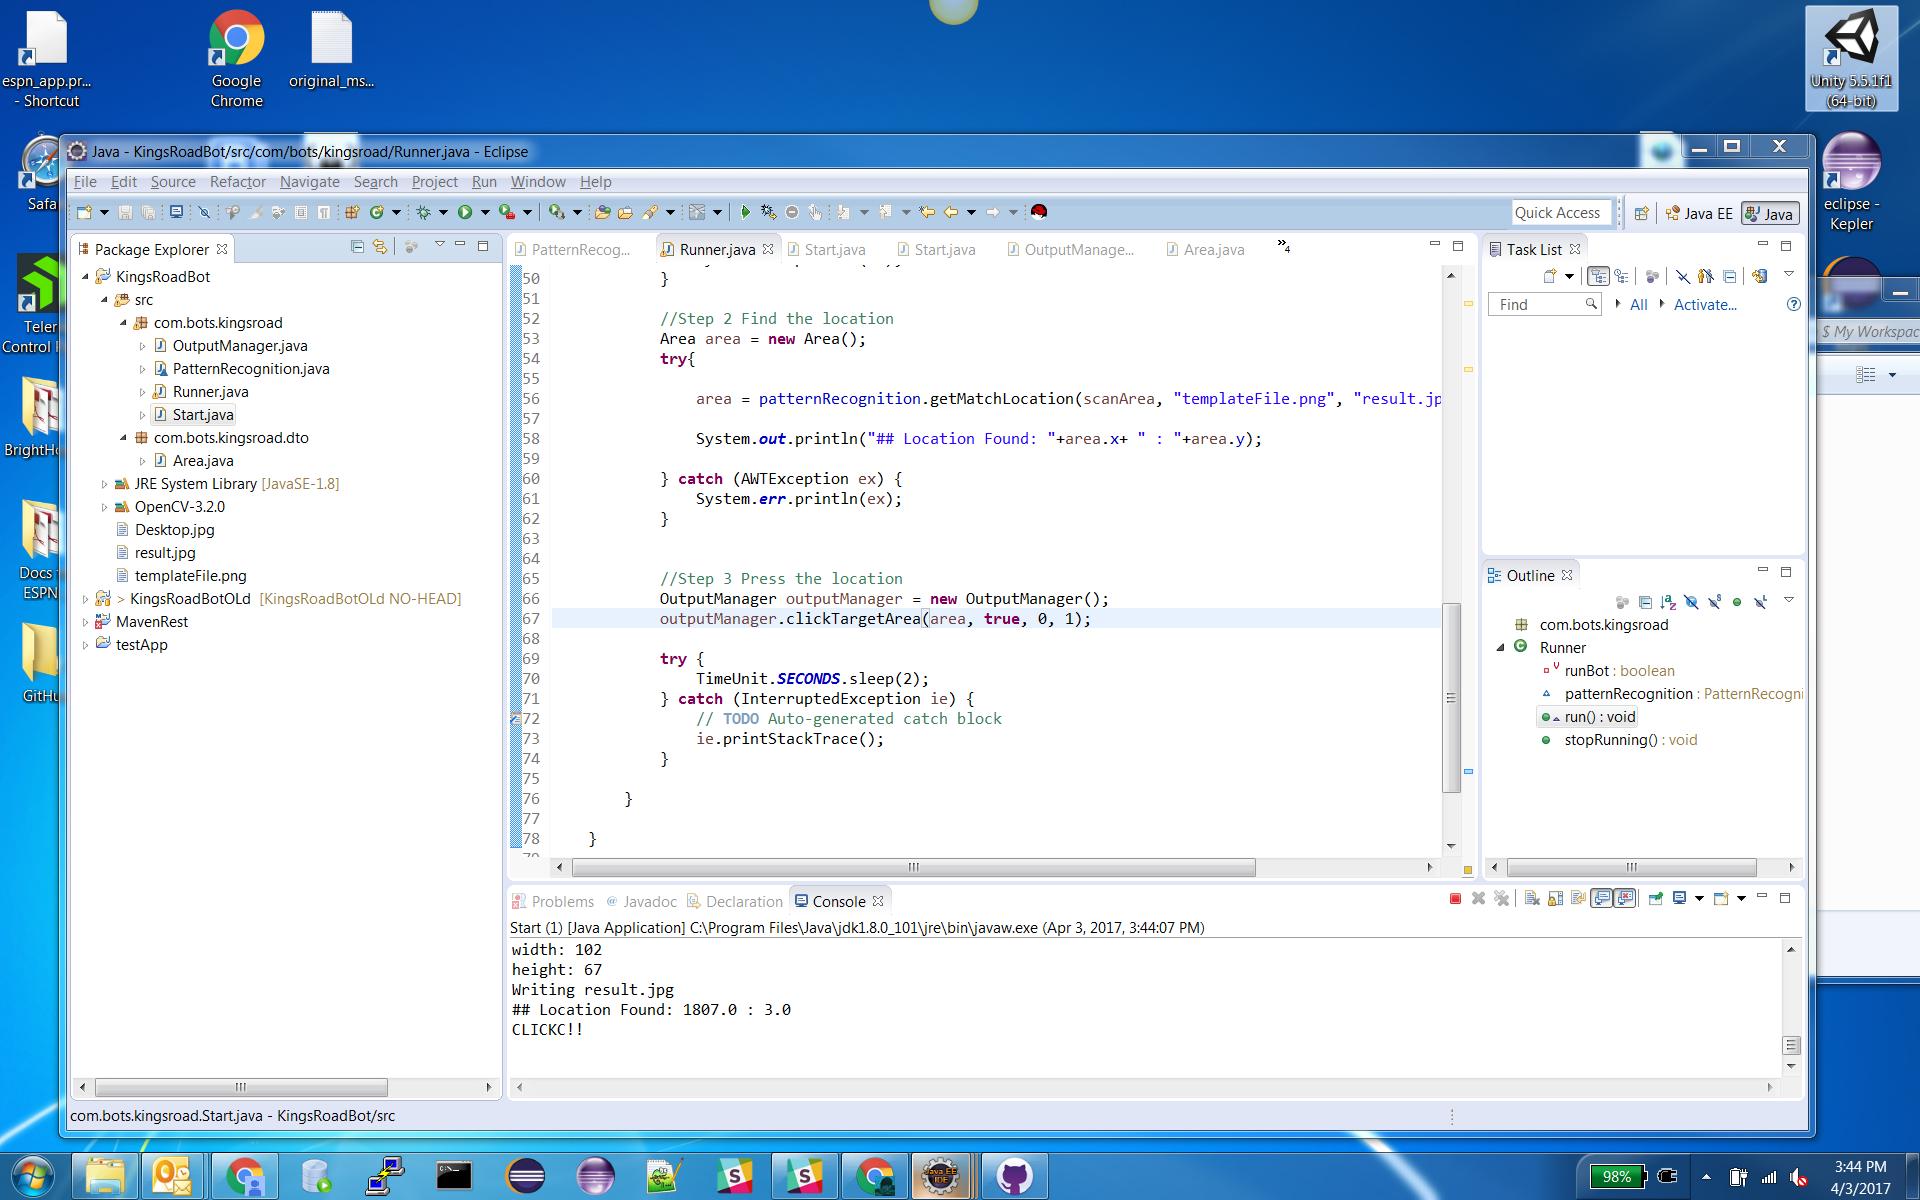 espn_app.pr...
- Shortcut
Google
Chrome
original_ms...
Unity 5.5.1f1
(64-bit)
Safa
eclipse -
Kepler
Teler
Control
BrightHo
Docs
ESPN
GitHu
Java - KingsRoadBot/src/com/bots/kingsroad/Runner.java - Eclipse
File Edit Source Refactor Navigate Search Project Run Window Help
Quick Access
Java EE
Java
Package Explorer
KingsRoadBot
src
com.bots.kingsroad
OutputManager.java
PatternRecognition.java
Runner.java
Start.java
com.bots.kingsroad.dto
Area.java
JRE System Library [JavaSE-1.8]
OpenCV-3.2.0
Desktop.jpg
result.jpg
templateFile.png
> KingsRoadBotOLd [KingsRoadBotOLd NO-HEAD]
MavenRest
testApp
PatternRecog... Runner.java Start.java Start.java OutputManage... Area.java »4
50 }
51
52 //Step 2 Find the location
53 Area area = new Area();
54 try{
55
56 area = patternRecognition.getMatchLocation(scanArea, "templateFile.png", "result.jp
57
58 System.out.println("## Location Found: "+area.x+ " : "+area.y);
59
60 } catch (AWTException ex) {
61 System.err.println(ex);
62 }
63
64
65 //Step 3 Press the location
66 OutputManager outputManager = new OutputManager();
67 outputManager.clickTargetArea(area, true, 0, 1);
68
69 try {
70 TimeUnit.SECONDS.sleep(2);
71 } catch (InterruptedException ie) {
72 // TODO Auto-generated catch block
73 ie.printStackTrace();
74 }
75
76 }
77
78 }
Task List
Find
All
Activate...
$ My Workspac
Outline
com.bots.kingsroad
Runner
runBot : boolean
patternRecognition : PatternRecogni
run() : void
stopRunning() : void
Problems @ Javadoc Declaration Console
Start (1) [Java Application] C:\Program Files\Java\jdk1.8.0_101\jre\bin\javaw.exe (Apr 3, 2017, 3:44:07 PM)
width: 102
height: 67
Writing result.jpg
## Location Found: 1807.0 : 3.0
CLICKC!!
com.bots.kingsroad.Start.java - KingsRoadBot/src
Java EE
IDE
98%
3:44 PM
4/3/2017